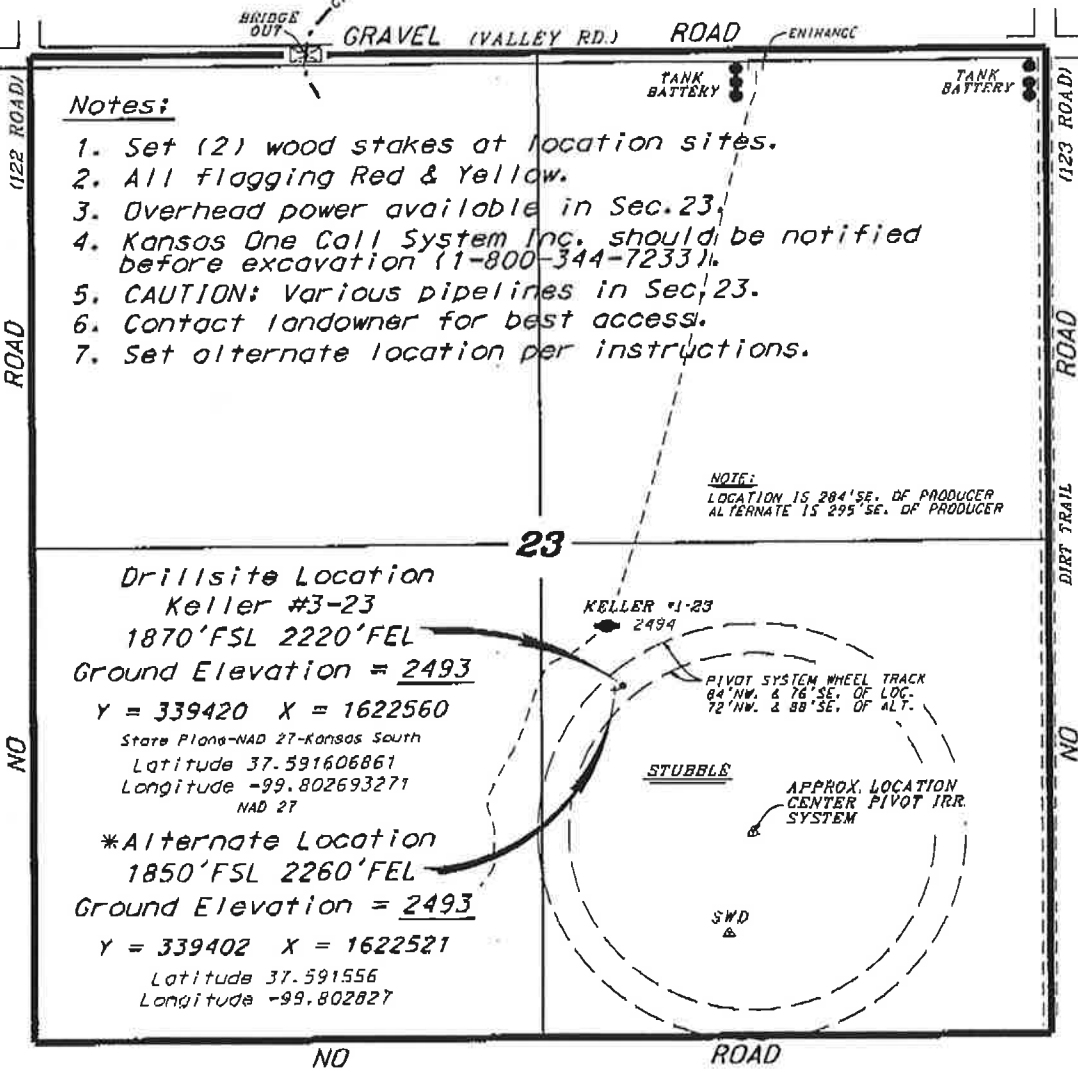 BRIDGE
OUT
GRAVEL (VALLEY RD.) ROAD
ENTRANCE
TANK
BATTERY
TANK
BATTERY
(122 ROAD)
(123 ROAD)
Notes:
1. Set (2) wood stakes at location sites.
2. All flagging Red & Yellow.
3. Overhead power available in Sec.23.
4. Kansas One Call System Inc. should be notified
before excavation (1-800-344-7233).
5. CAUTION: Various pipelines in Sec.23.
6. Contact landowner for best access.
7. Set alternate location per instructions.
ROAD
ROAD
NOTE:
LOCATION IS 284'SE. OF PRODUCER
ALTERNATE IS 295'SE. OF PRODUCER
DIRT TRAIL
23
Drillsite Location
Keller #3-23
1870'FSL 2220'FEL
Ground Elevation = 2493
Y = 339420 X = 1622560
State Plane-NAD 27-Kansas South
Latitude 37.591606861
Longitude -99.802693271
NAD 27
*Alternate Location
1850'FSL 2260'FEL
Ground Elevation = 2493
Y = 339402 X = 1622521
Latitude 37.591556
Longitude -99.802827
KELLER #1-23
2494
PIVOT SYSTEM WHEEL TRACK
84'NW. & 76'SE. OF LOC.
72'NW. & 88'SE. OF ALT.
STUBBLE
APPROX. LOCATION
CENTER PIVOT IRR.
SYSTEM
SWD
NO
NO
NO
ROAD